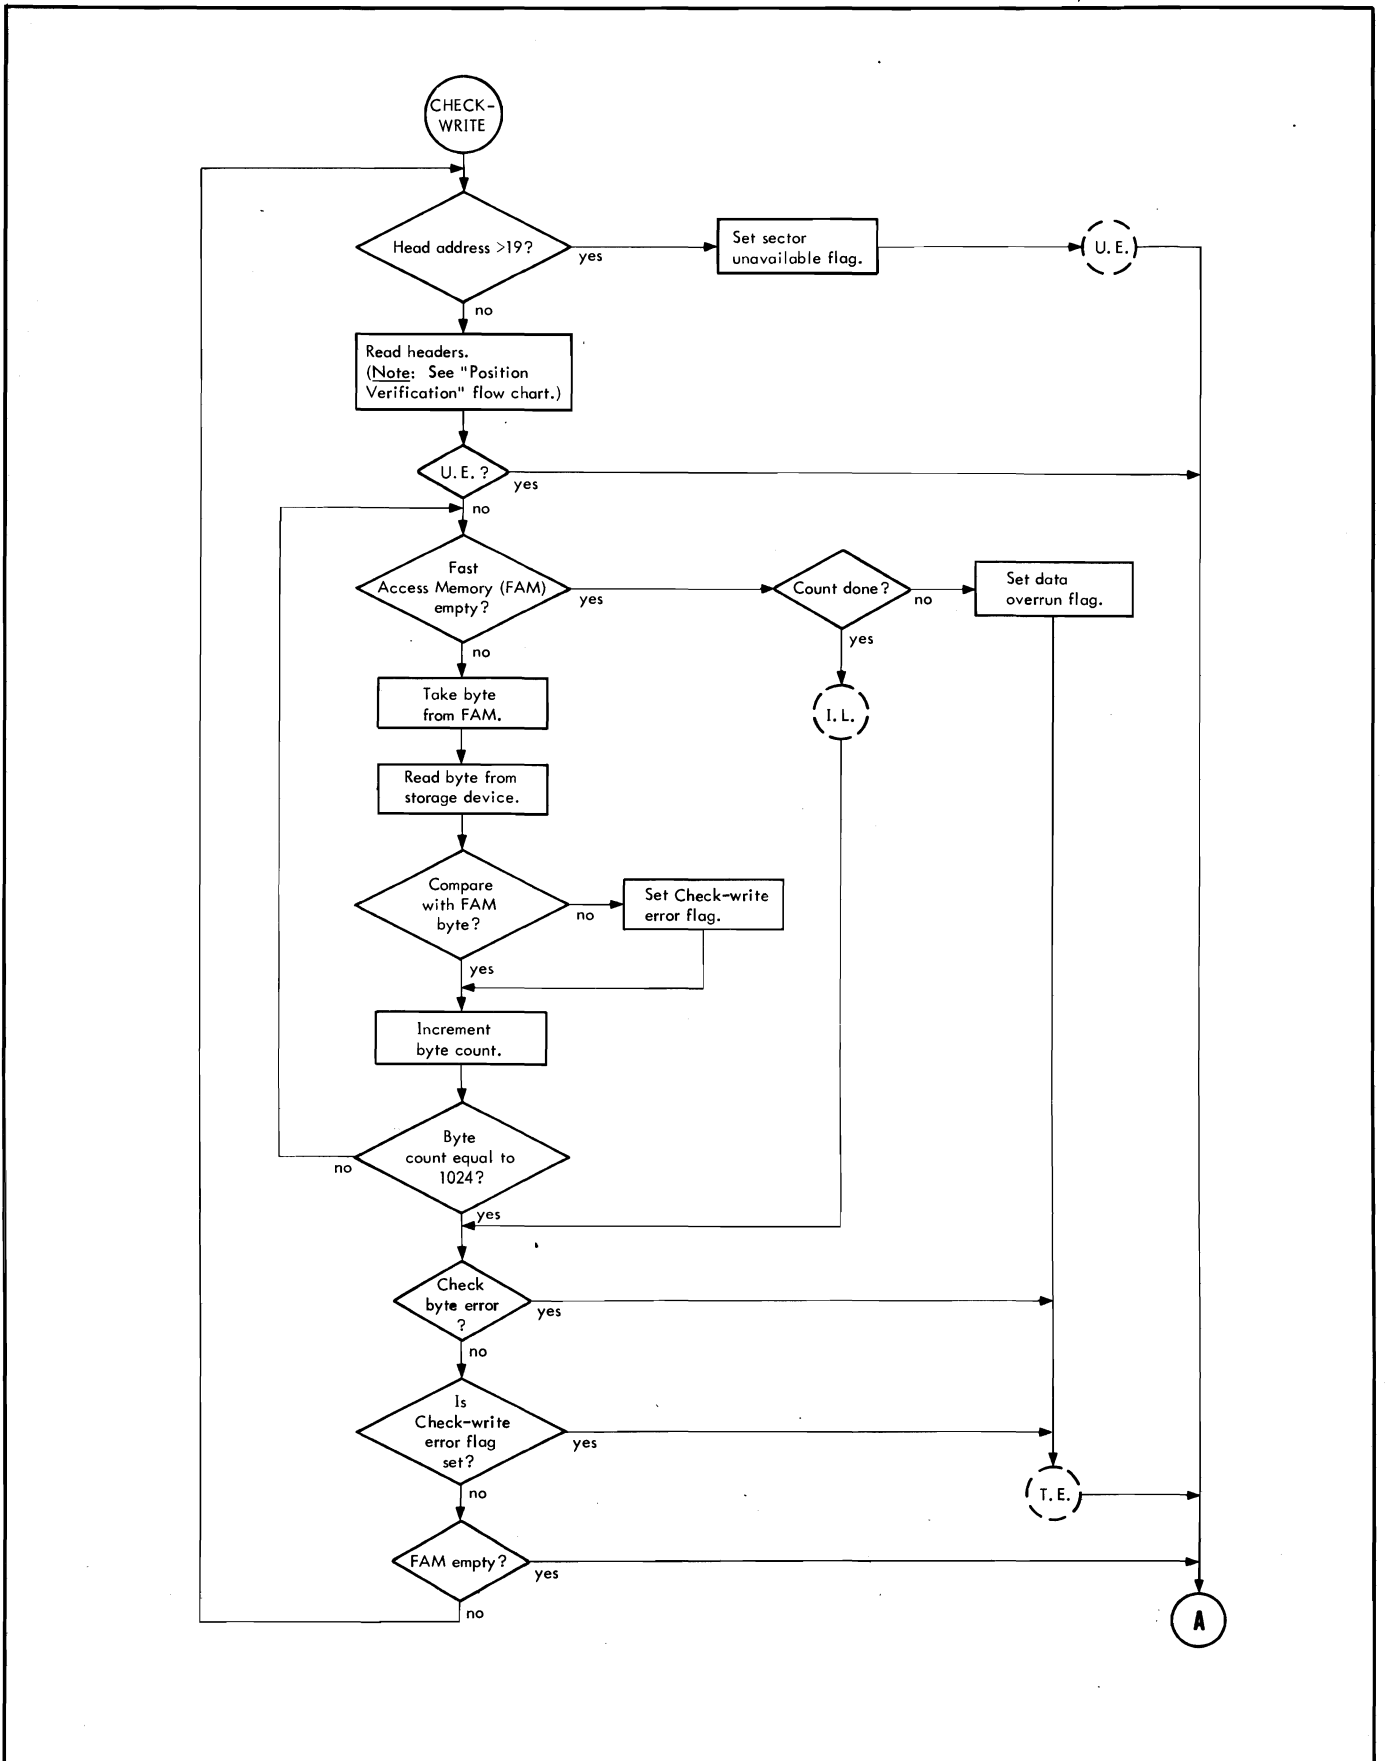 CHECK-
WRITE
Head address >19?
yes
Set sector
unavailable flag.
U.E.
no
Read headers.
(Note: See "Position
Verification" flow chart.)
U.E.?
yes
no
Fast
Access Memory (FAM)
empty?
yes
Count done?
no
Set data
overrun flag.
yes
no
Take byte
from FAM.
I.L.
Read byte from
storage device.
Compare
with FAM
byte?
no
Set Check-write
error flag.
yes
Increment
byte count.
Byte
count equal to
1024?
no
yes
Check
byte error
?
yes
no
Is
Check-write
error flag
set?
yes
no
T.E.
FAM empty?
yes
no
A